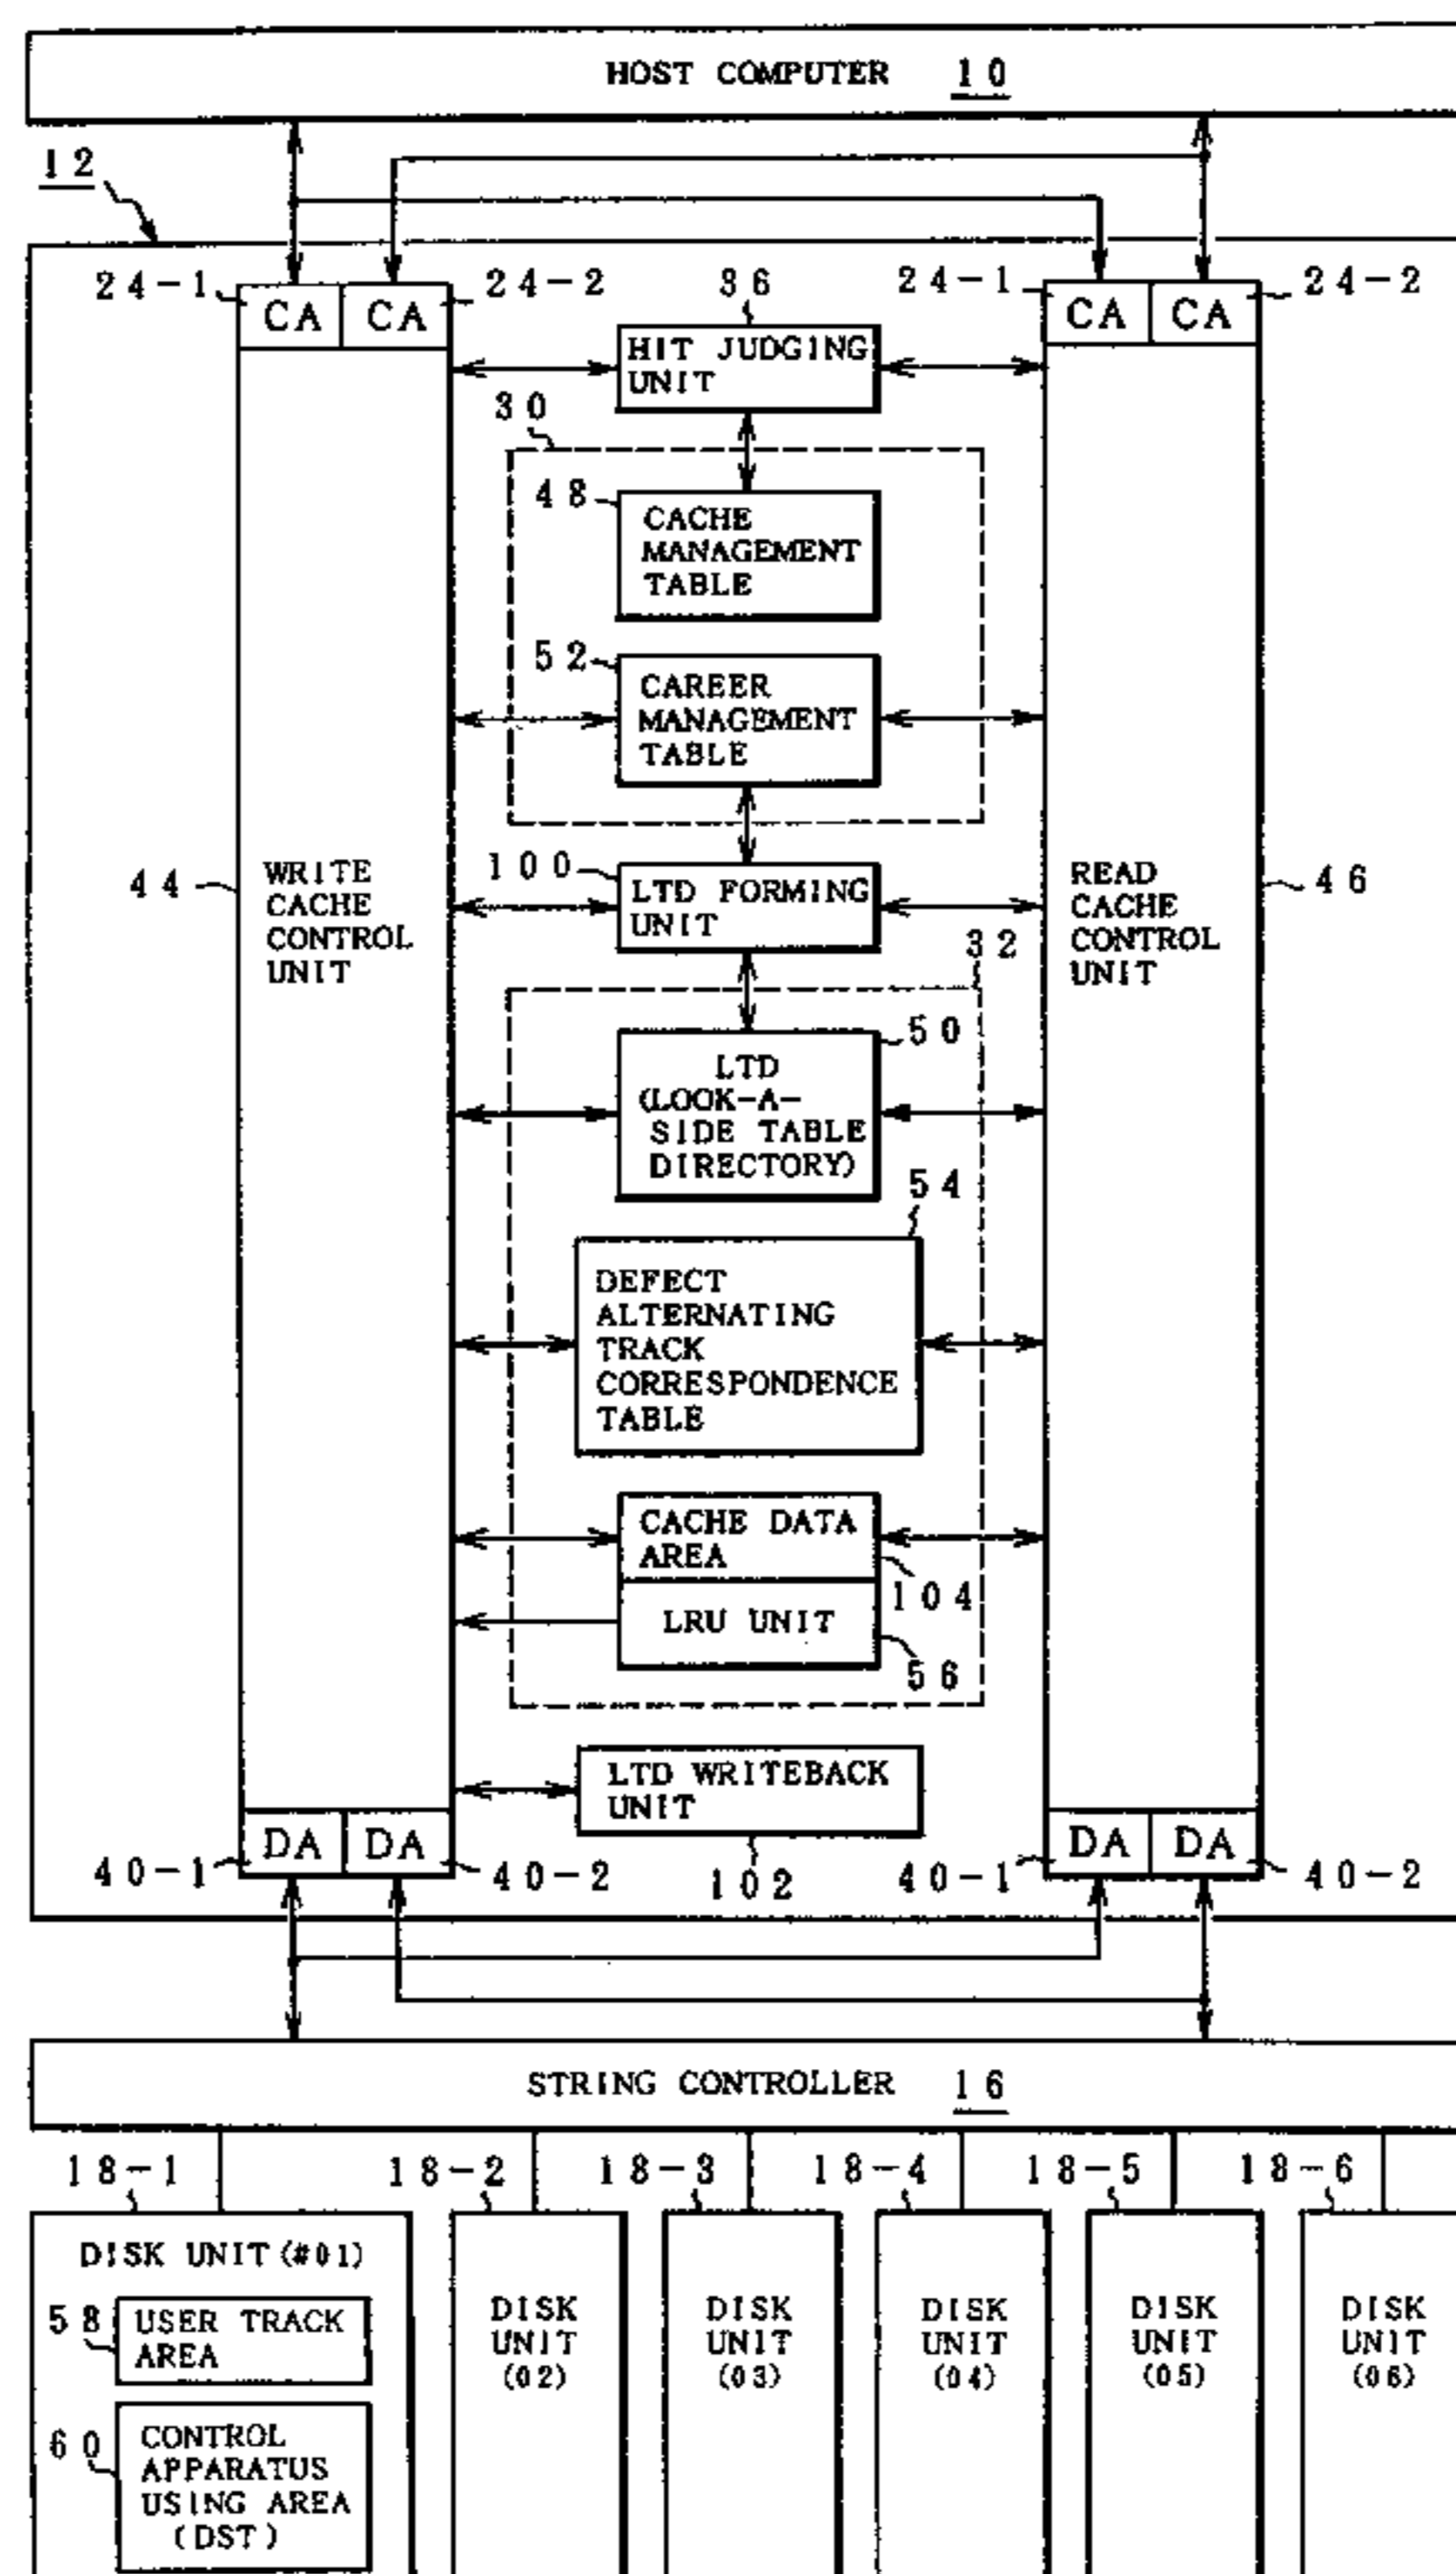 HOST COMPUTER 10
12
24-1
24-2
36
24-1
24-2
CA
CA
CA
CA
HIT JUDGING
UNIT
30
48
CACHE
MANAGEMENT
TABLE
52
CAREER
MANAGEMENT
TABLE
44
WRITE
CACHE
CONTROL
UNIT
100
LTD FORMING
UNIT
READ
CACHE
CONTROL
UNIT
46
32
50
LTD
(LOOK-A-
SIDE TABLE
DIRECTORY)
54
DEFECT
ALTERNATING
TRACK
CORRESPONDENCE
TABLE
CACHE DATA
AREA
104
LRU UNIT
56
LTD WRITEBACK
UNIT
DA
DA
DA
DA
40-1
40-2
102
40-1
40-2
STRING CONTROLLER 16
18-1
18-2
18-3
18-4
18-5
18-6
DISK UNIT (#01)
58
USER TRACK
AREA
60
CONTROL
APPARATUS
USING AREA
(DST)
DISK
UNIT
(02)
DISK
UNIT
(03)
DISK
UNIT
(04)
DISK
UNIT
(05)
DISK
UNIT
(06)